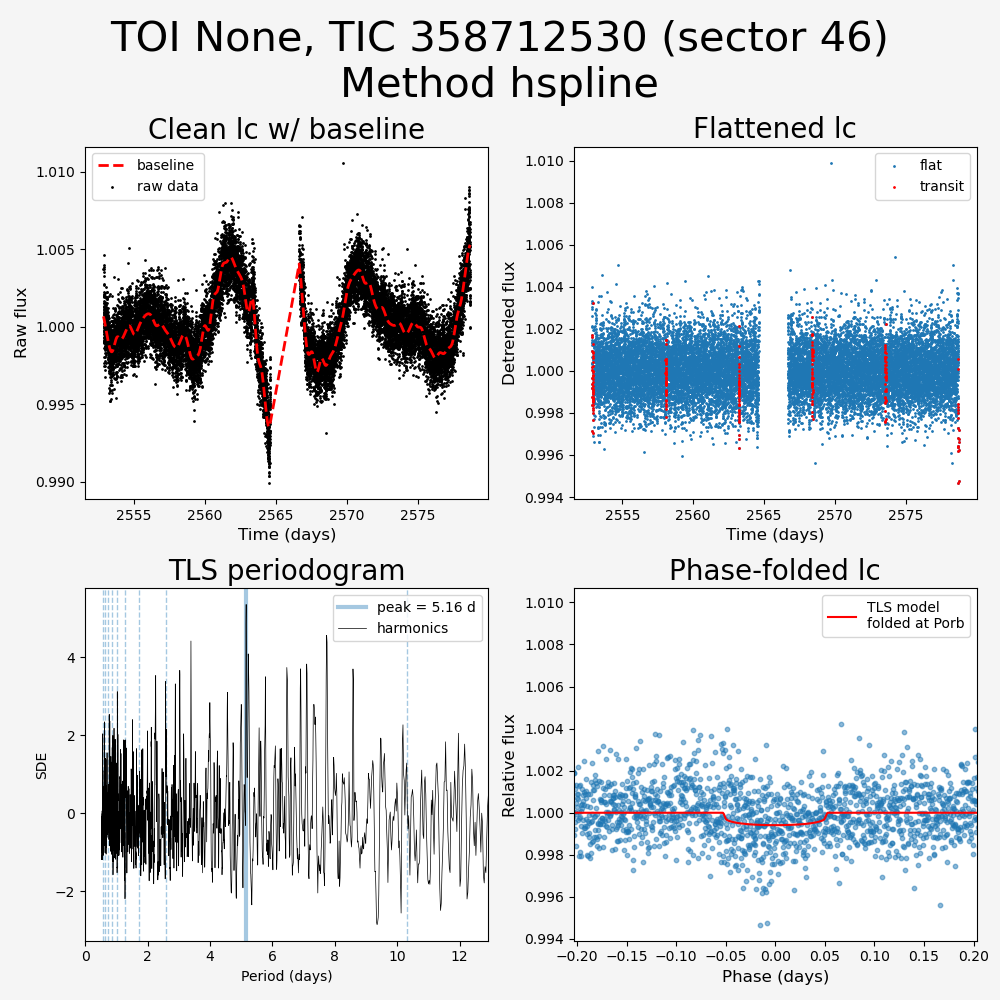 TOI None, TIC 358712530 (sector 46)
Method hspline
Clean lc w/ baseline
Raw flux
1.010
1.005
1.000
0.995
0.990
baseline
raw data
2555
2560
2565
2570
2575
Time (days)
Flattened lc
Detrended flux
1.010
1.008
1.006
1.004
1.002
1.000
0.998
0.996
0.994
flat
transit
2555
2560
2565
2570
2575
Time (days)
TLS periodogram
SDE
4
2
0
−2
peak = 5.16 d
harmonics
0
2
4
6
8
10
12
Period (days)
Phase-folded lc
Relative flux
1.010
1.008
1.006
1.004
1.002
1.000
0.998
0.996
0.994
TLS model
folded at Porb
−0.20
−0.15
−0.10
−0.05
0.00
0.05
0.10
0.15
0.20
Phase (days)